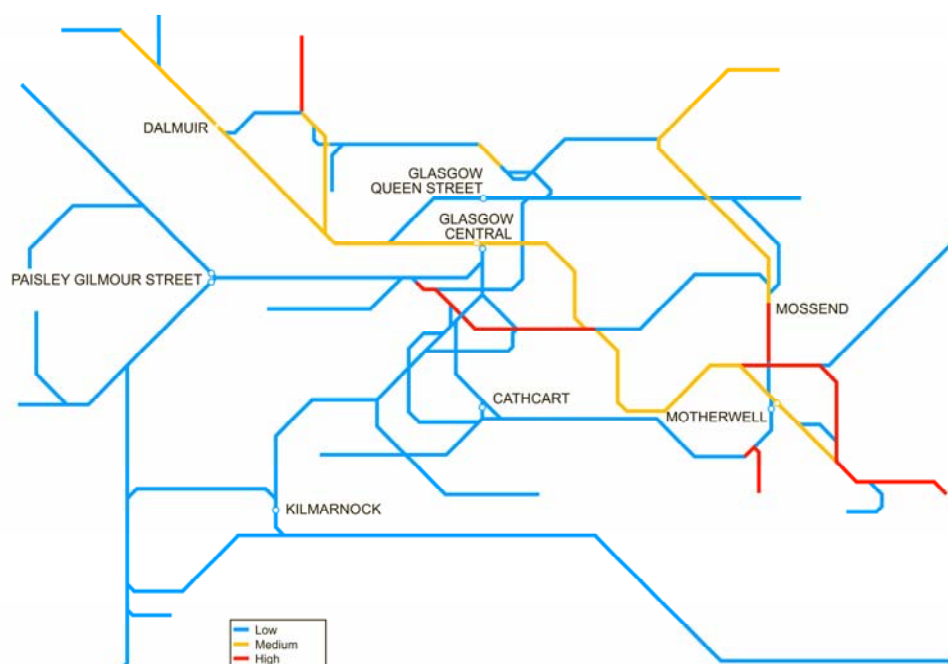 DALMUIR
GLASGOW
QUEEN STREET
GLASGOW
CENTRAL
PAISLEY GILMOUR STREET
MOSSEND
CATHCART
MOTHERWELL
KILMARNOCK
Low
Medium
High